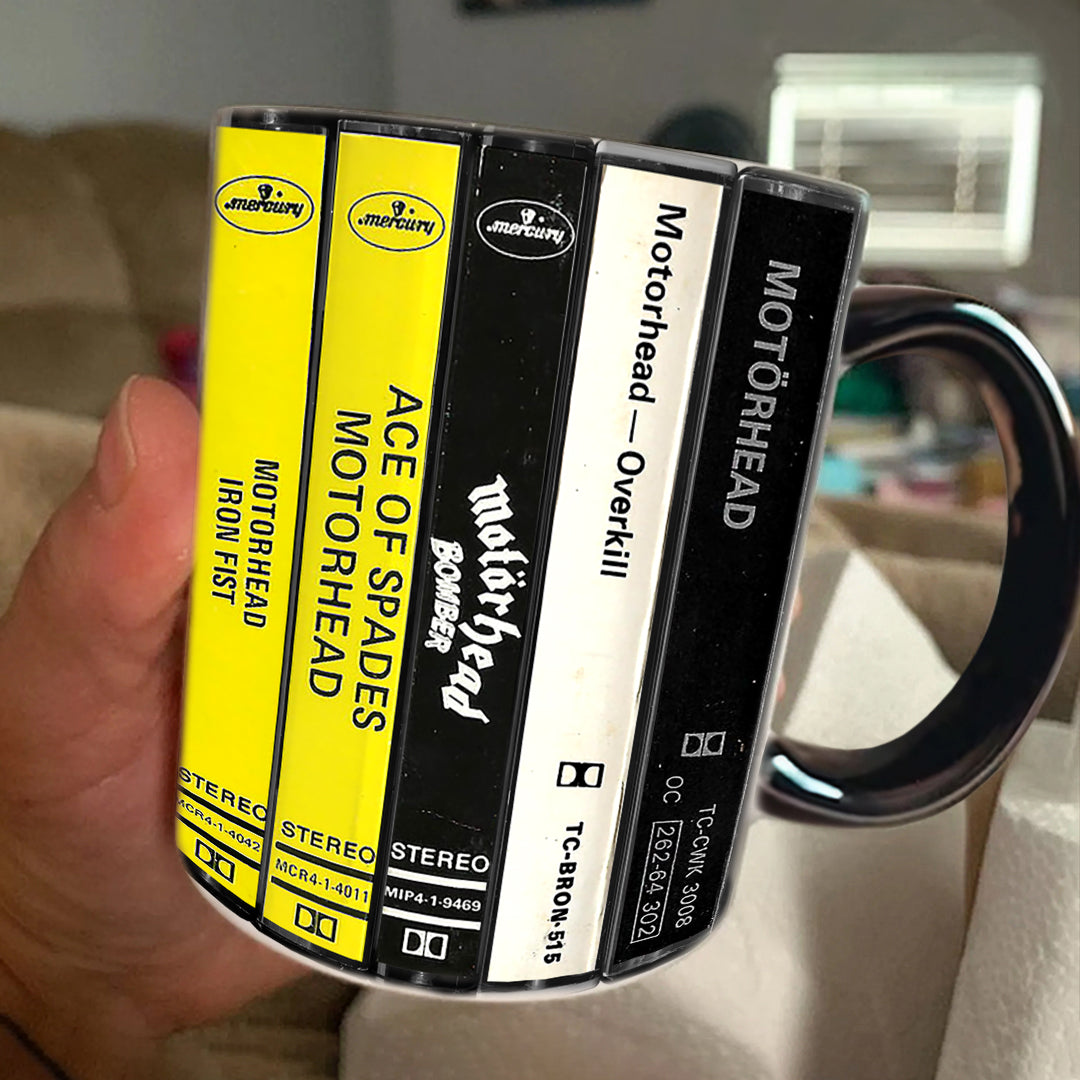 mercury
MOTORHEAD
IRON FIST
STEREO
MCR4-1-4042
mercury
ACE OF SPADES
MOTORHEAD
STEREO
MCR4-1-4011
mercury
Motörhead
BOMBER
STEREO
MIP4-1-9469
Motorhead — Overkill
TC-BRON·515
MOTÖRHEAD
TC-CWK 3008
OC 262-64 302